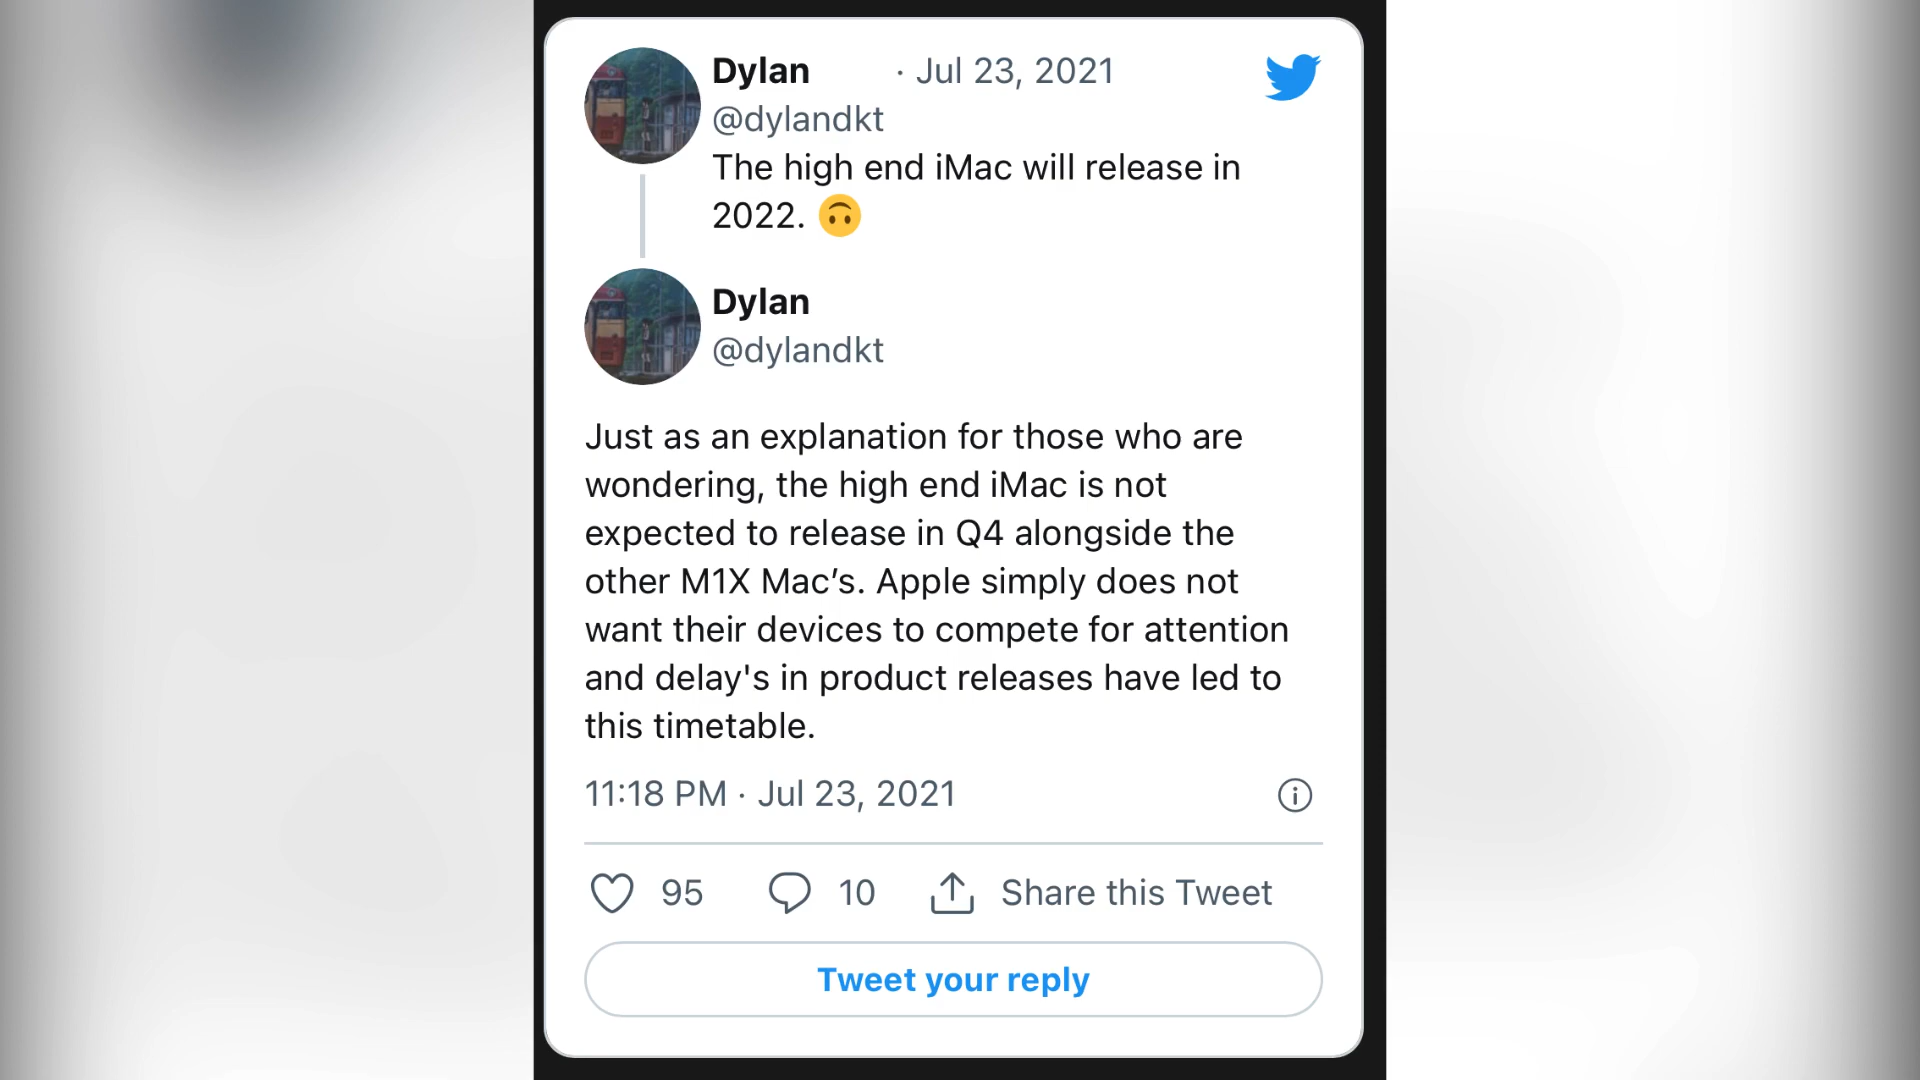 Dylan · Jul 23, 2021
@dylandkt
The high end iMac will release in
2022. 🙃
Dylan
@dylandkt
Just as an explanation for those who are
wondering, the high end iMac is not
expected to release in Q4 alongside the
other M1X Mac’s. Apple simply does not
want their devices to compete for attention
and delay's in product releases have led to
this timetable.
11:18 PM · Jul 23, 2021
95 10 Share this Tweet
Tweet your reply